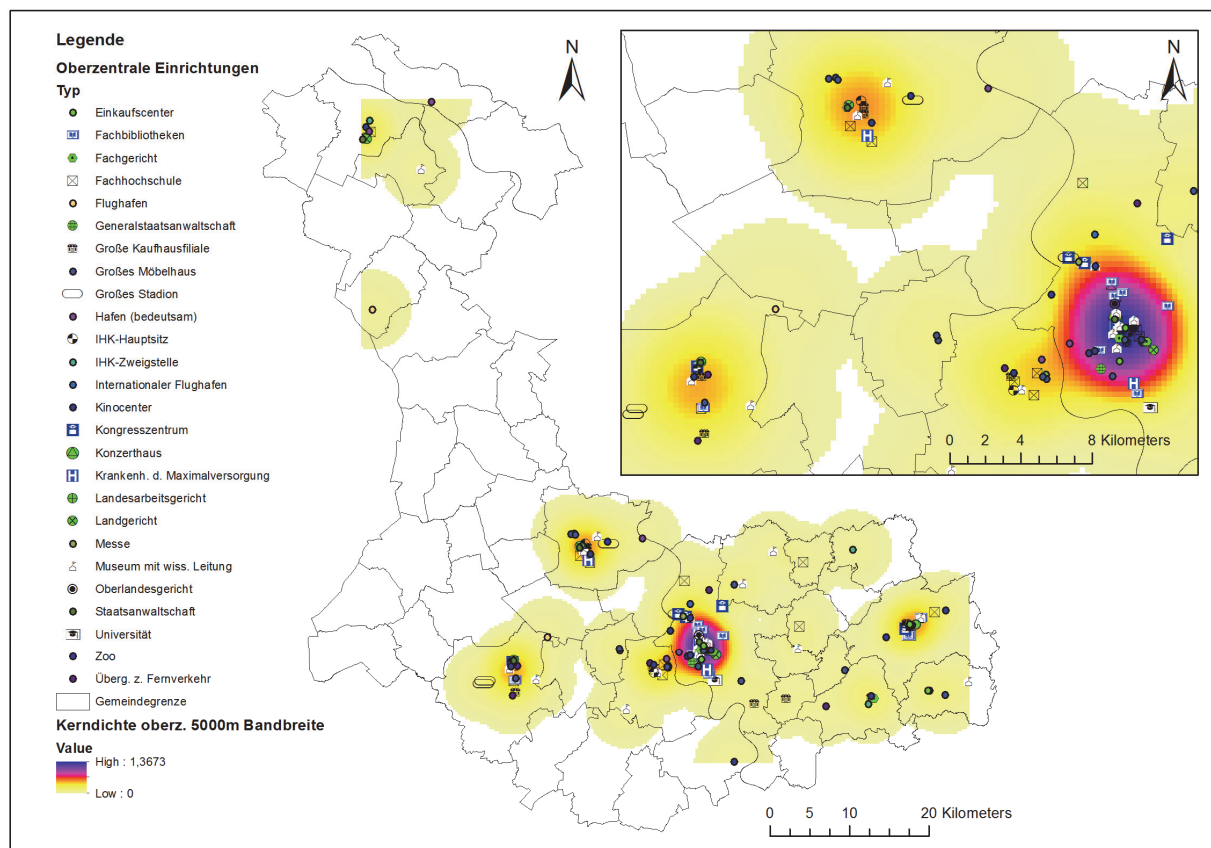 Legende
Oberzentrale Einrichtungen
Typ
Einkaufscenter
Fachbibliotheken
Fachgericht
Fachhochschule
Flughafen
Generalstaatsanwaltschaft
Große Kaufhausfiliale
Großes Möbelhaus
Großes Stadion
Hafen (bedeutsam)
IHK-Hauptsitz
IHK-Zweigstelle
Internationaler Flughafen
Kinocenter
Kongresszentrum
Konzerthaus
Krankenh. d. Maximalversorgung
Landesarbeitsgericht
Landgericht
Messe
Museum mit wiss. Leitung
Oberlandesgericht
Staatsanwaltschaft
Universität
Zoo
Überg. z. Fernverkehr
Gemeindegrenze
Kerndichte oberz. 5000m Bandbreite
Value
High : 1,3673
Low : 0
N
N
0 2 4 8 Kilometers
0 5 10 20 Kilometers